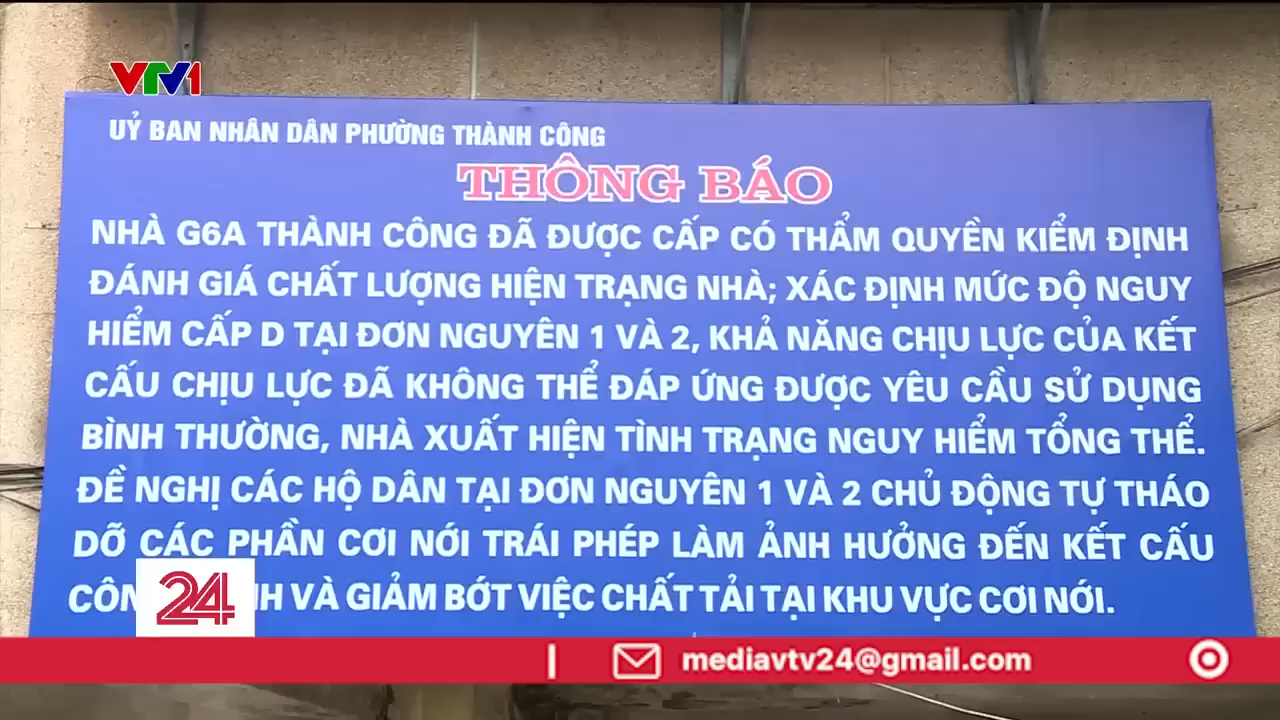 VTV1
UỶ BAN NHÂN DÂN PHƯỜNG THÀNH CÔNG
THÔNG BÁO
NHÀ G6A THÀNH CÔNG ĐÃ ĐƯỢC CẤP CÓ THẨM QUYỀN KIỂM ĐỊNH
ĐÁNH GIÁ CHẤT LƯỢNG HIỆN TRẠNG NHÀ; XÁC ĐỊNH MỨC ĐỘ NGUY
HIỂM CẤP D TẠI ĐƠN NGUYÊN 1 VÀ 2, KHẢ NĂNG CHỊU LỰC CỦA KẾT
CẤU CHỊU LỰC ĐÃ KHÔNG THỂ ĐÁP ỨNG ĐƯỢC YÊU CẦU SỬ DỤNG
BÌNH THƯỜNG, NHÀ XUẤT HIỆN TÌNH TRẠNG NGUY HIỂM TỔNG THỂ.
ĐỀ NGHỊ CÁC HỘ DÂN TẠI ĐƠN NGUYÊN 1 VÀ 2 CHỦ ĐỘNG TỰ THÁO
DỠ CÁC PHẦN CƠI NỚI TRÁI PHÉP LÀM ẢNH HƯỞNG ĐẾN KẾT CẤU
VÀ GIẢM BỚT VIỆC CHẤT TẢI TẠI KHU VỰC CƠI NỚI.
24
mediavtv24@gmail.com